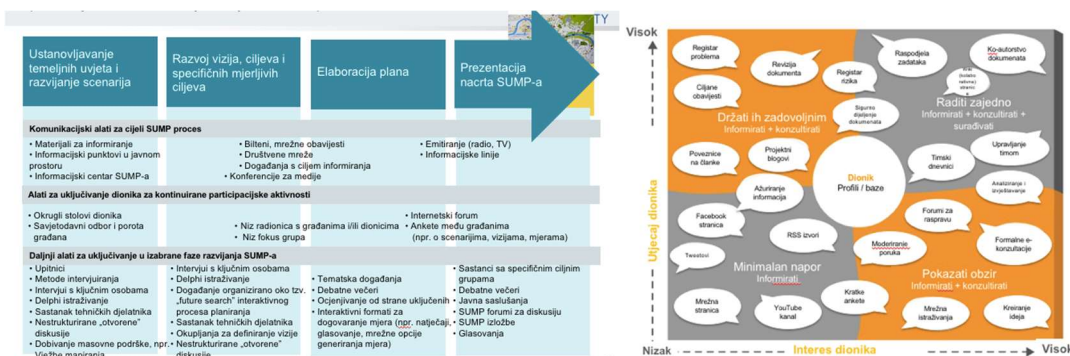 TY
Ustanovljavanje
temeljnih uvjeta i
razvijanje scenarija
Razvoj vizija, ciljeva i
specifičnih mjerljivih
ciljeva
Elaboracija plana
Prezentacija
nacrta SUMP-a
Komunikacijski alati za cijeli SUMP proces
• Materijali za informiranje
• Informacijski punktovi u javnom
prostoru
• Informacijski centar SUMP-a
• Bilteni, mrežne obavijesti
• Društvene mreže
• Događanja s ciljem informiranja
• Konferencije za medije
• Emitiranje (radio, TV)
• Informacijske linije
Alati za uključivanje dionika za kontinuirane participacijske aktivnosti
• Okrugli stolovi dionika
• Savjetodavni odbor i porota
građana
• Niz radionica s građanima i/ili dionicima
• Niz fokus grupa
• Internetski forum
• Ankete među građanima
(npr. o scenarijima, vizijama, mjerama)
Daljnji alati za uključivanje u izabrane faze razvijanja SUMP-a
• Upitnici
• Metode intervjuiranja
• Intervjui s ključnim osobama
• Delphi istraživanje
• Sastanak tehničkih djelatnika
• Nestrukturirane „otvorene”
diskusije
• Dobivanje masovne podrške, npr.
Vježbe mapiranja
• Intervjui s ključnim osobama
• Delphi istraživanje
• Događanje organizirano oko tzv.
„future search” interaktivnog
procesa planiranja
• Sastanak tehničkih djelatnika
• Okupljanja za definiranje vizije
• Nestrukturirane „otvorene”
diskusije
• Tematska događanja
• Debatne večeri
• Ocjenjivanje od strane uključenih
• Interaktivni formati za
dogovaranje mjera (npr. natječaji,
glasovanje, mrežne opcije
generiranja mjera)
• Sastanci sa specifičnim ciljnim
grupama
• Debatne večeri
• Javna saslušanja
• SUMP forumi za diskusiju
• SUMP izložbe
• Glasovanja
Visok
Utjecaj dionika
Nizak
Interes dionika
Visok
Registar
problema
Revizija
dokumenta
Raspodjela
zadataka
Ko-autorstvo
dokumenata
Ciljane
obavijesti
Registar
rizika
Držati ih zadovoljnim
Informirati + konzultirati
Sigurno
dijeljenje
dokumenata
Raditi zajedno
Informirati + konzultirati +
surađivati
Poveznice
na članke
Projektni
blogovi
Timski
dnevnici
Upravljanje
timom
Dionik
Profili / baze
Ažuriranje
informacija
Analiziranje i
izvještavanje
Facebook
stranica
RSS izvori
Forumi za
raspravu
Tweetovi
Moderiranje
poruka
Formalne e-
konzultacije
Minimalan napor
Informirati
Pokazati obzir
Informirati + konzultirati
Mrežna
stranica
YouTube
kanal
Kratke
ankete
Mrežna
istraživanja
Kreiranje
ideja